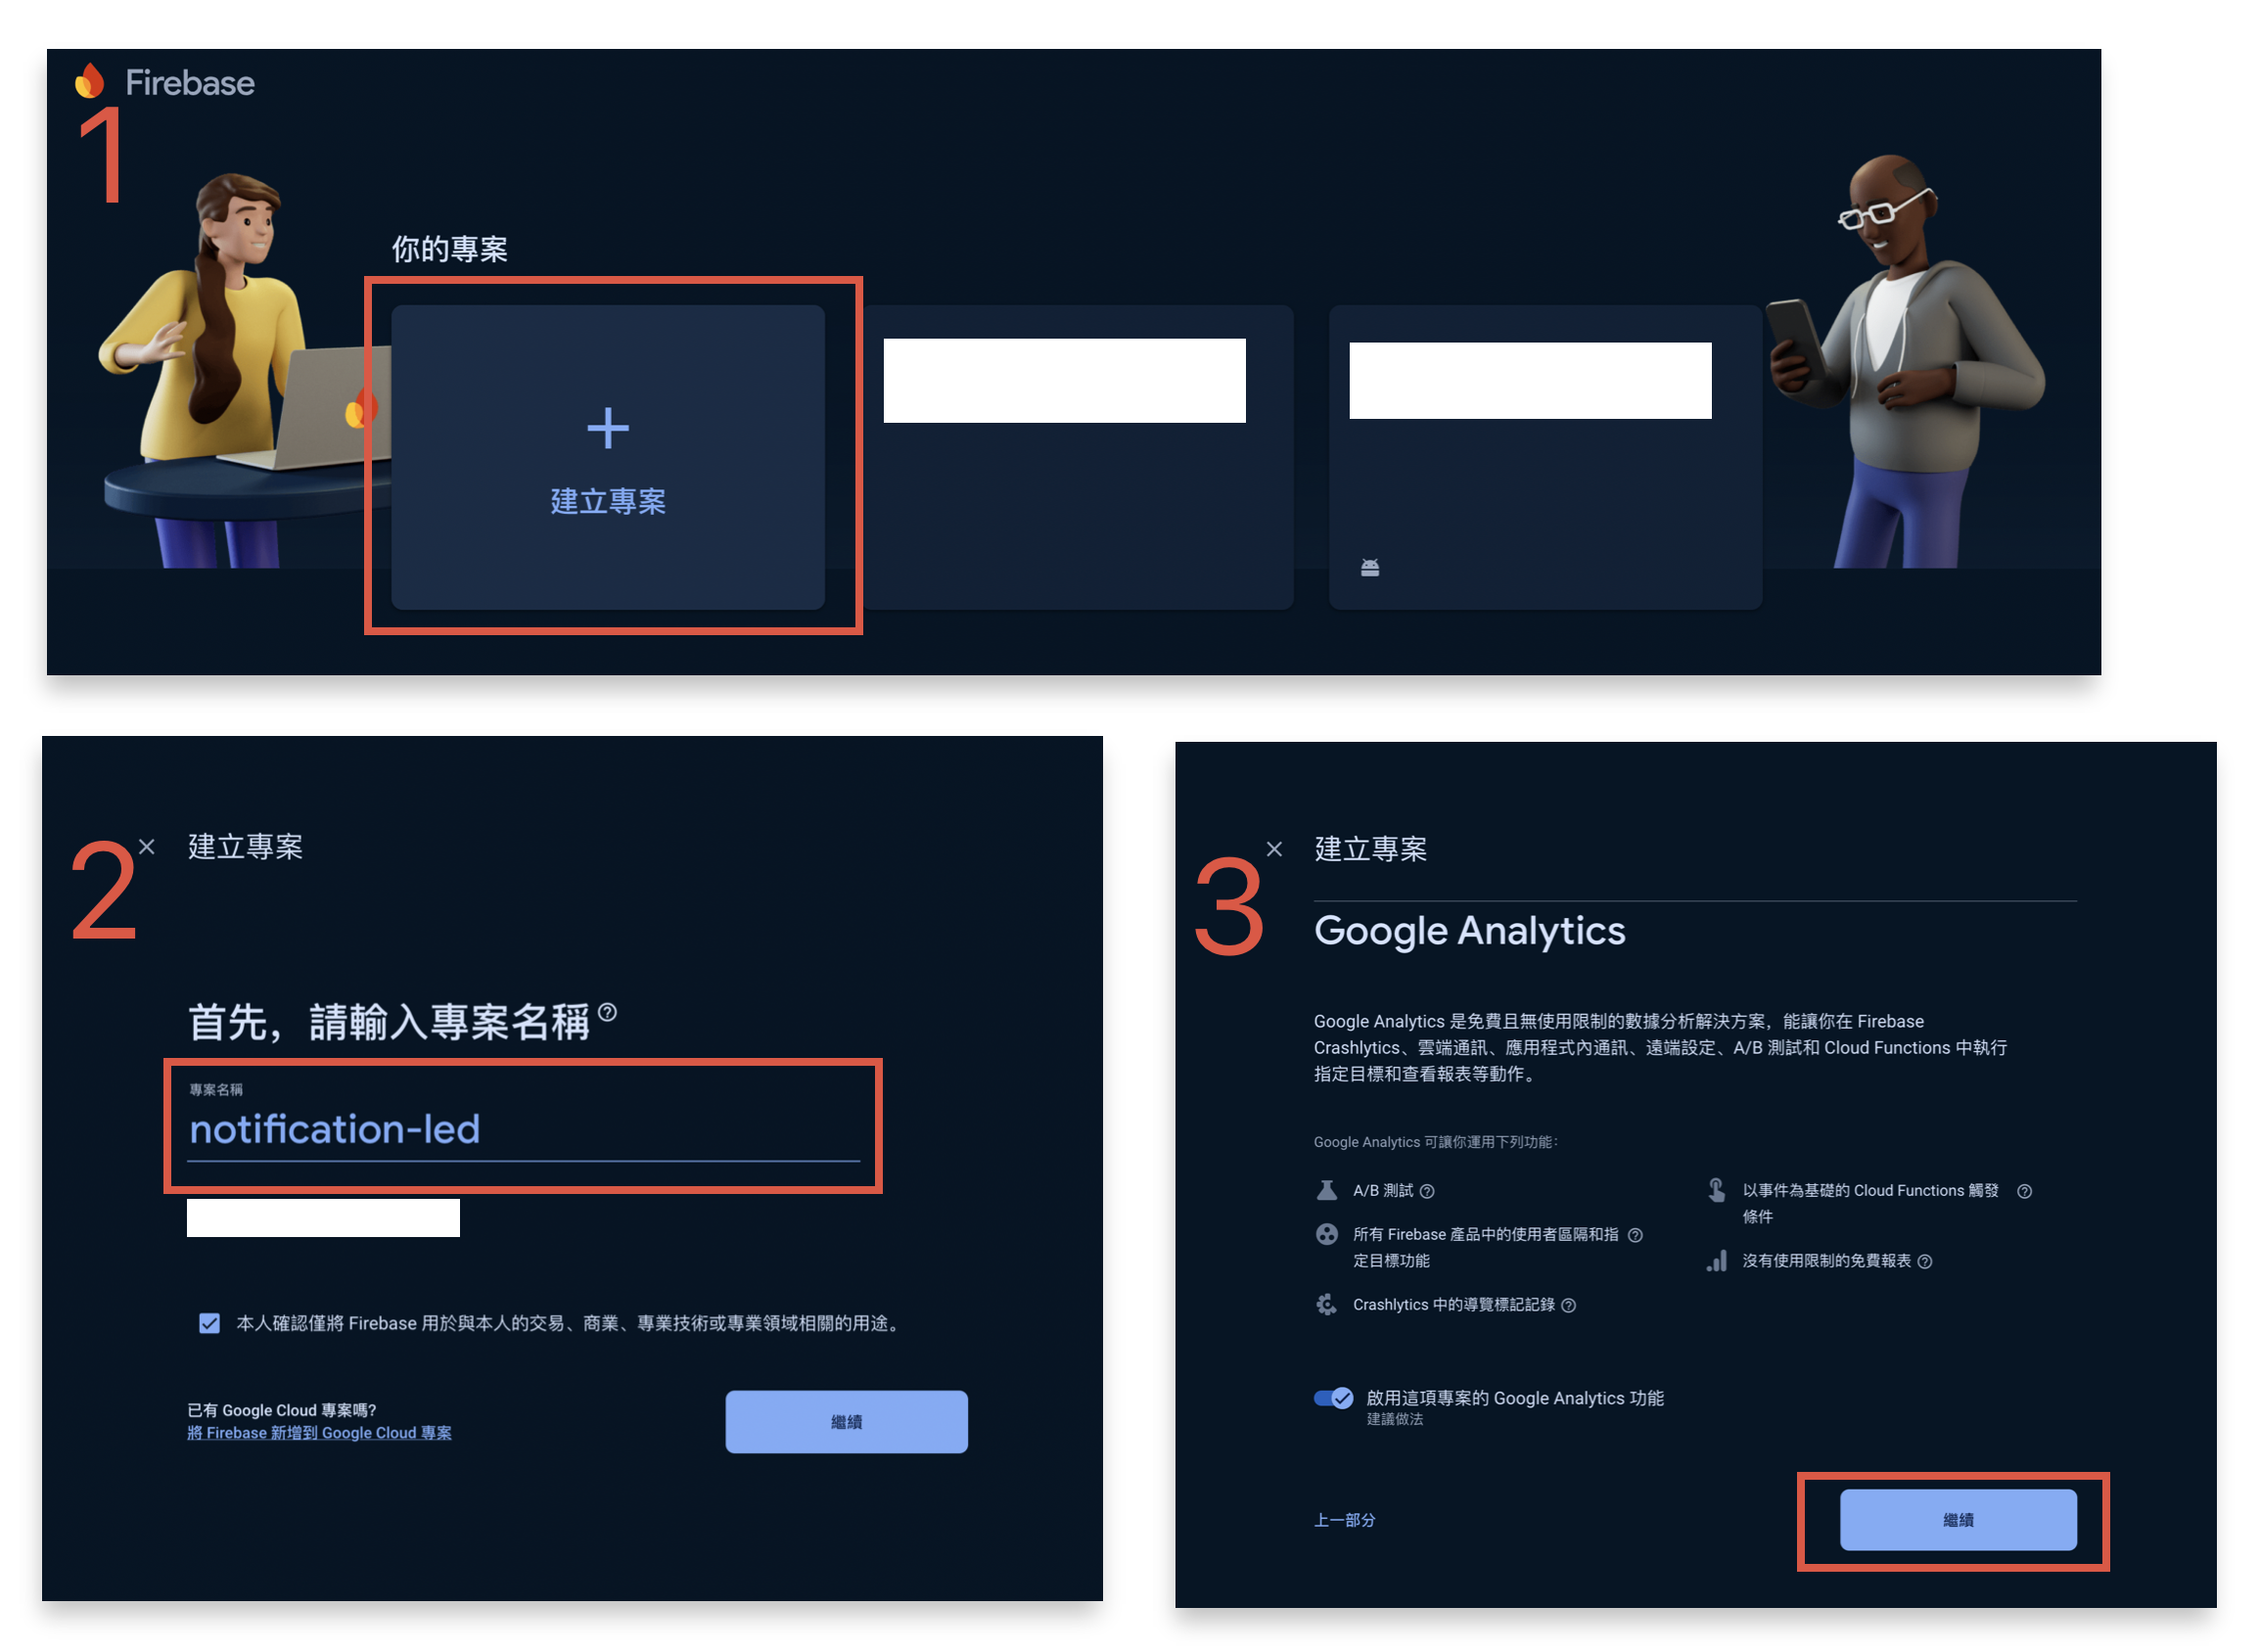 Firebase
1
你的專案
建立專案
2
建立專案
首先，請輸入專案名稱
專案名稱
notification-led
本人確認僅將 Firebase 用於與本人的交易、商業、專業技術或專業領域相關的用途。
已有 Google Cloud 專案嗎?
將 Firebase 新增到 Google Cloud 專案
繼續
3
建立專案
Google Analytics
Google Analytics 是免費且無使用限制的數據分析解決方案，能讓你在 Firebase
Crashlytics、雲端通訊、應用程式內通訊、遠端設定、A/B 測試和 Cloud Functions 中執行
指定目標和查看報表等動作。
Google Analytics 可讓你運用下列功能：
A/B 測試
所有 Firebase 產品中的使用者區隔和指
定目標功能
Crashlytics 中的導覽標記記錄
以事件為基礎的 Cloud Functions 觸發
條件
沒有使用限制的免費報表
啟用這項專案的 Google Analytics 功能
建議做法
上一部分
繼續